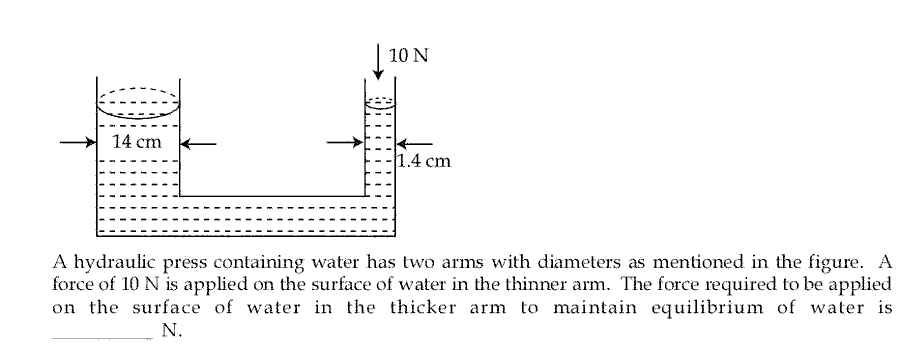 10 N
14 cm
1.4 cm
A hydraulic press containing water has two arms with diameters as mentioned in the figure. A
force of 10 N is applied on the surface of water in the thinner arm. The force required to be applied
on the surface of water in the thicker arm to maintain equilibrium of water is
__________ N.